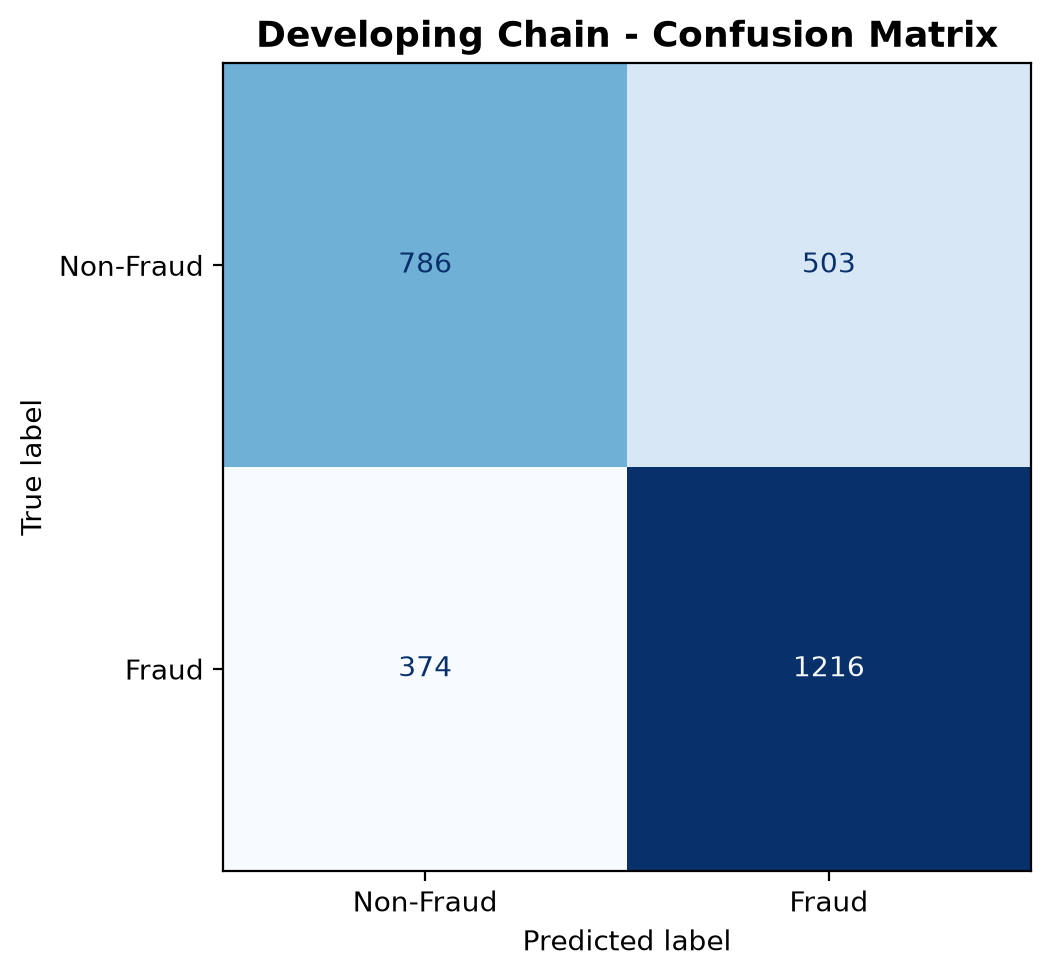 Developing Chain - Confusion Matrix
True label
Non-Fraud
786
503
Fraud
374
1216
Non-Fraud
Fraud
Predicted label